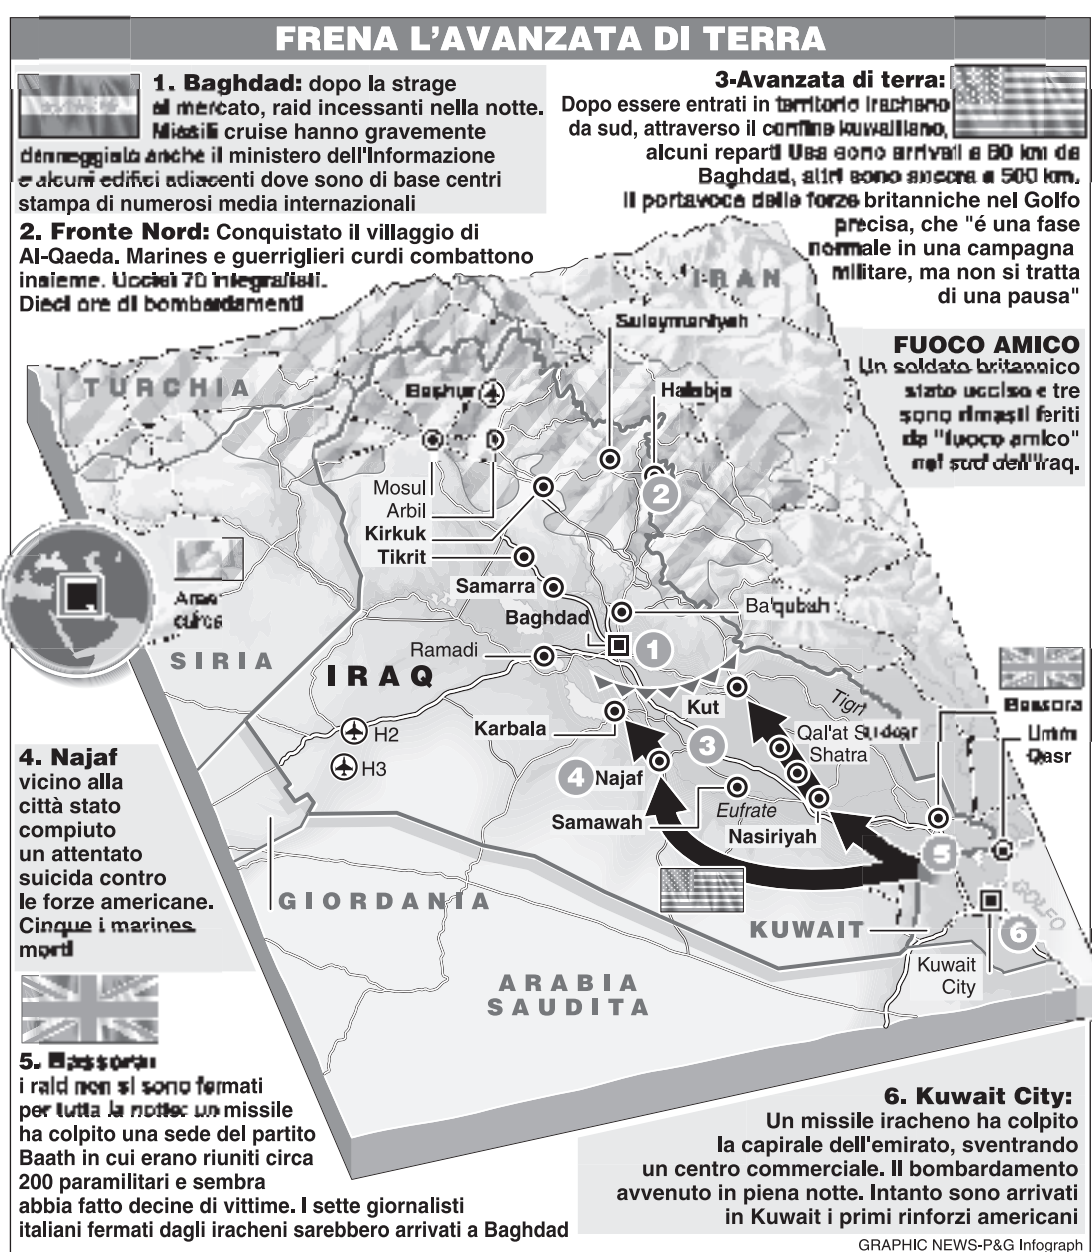 FRENA L'AVANZATA DI TERRA
1. Baghdad: dopo la strage
al mercato, raid incessanti nella notte.
Missili cruise hanno gravemente
danneggiato anche il ministero dell'Informazione
e alcuni edifici adiacenti dove sono di base centri
stampa di numerosi media internazionali
2. Fronte Nord: Conquistato il villaggio di
Al-Qaeda. Marines e guerriglieri curdi combattono
insieme. Uccisi 70 integralisti.
Dieci ore di bombardamenti
3-Avanzata di terra:
Dopo essere entrati in territorio iracheno
da sud, attraverso il confine kuwaitiano,
alcuni reparti Usa sono arrivati a 80 km da
Baghdad, altri sono ancora a 500 km.
Il portavoce delle forze britanniche nel Golfo
precisa, che "é una fase
normale in una campagna
militare, ma non si tratta
di una pausa"
FUOCO AMICO
Un soldato britannico
stato ucciso e tre
sono rimasti feriti
da "fuoco amico"
nel sud dell'Iraq.
IRAN
Suleymaniyah
TURCHIA
Bashur
Halabja
Mosul
Arbil
Kirkuk
Tikrit
2
Samarra
Baghdad
Ba'qubah
Aree
curde
SIRIA
Ramadi
IRAQ
1
Kut
Tigri
Bassora
Umm
Qasr
Karbala
H2
H3
3
Qal'at Sukkar
Shatra
4 Najaf
Samawah
Eufrate
Nasiriyah
5
GIORDANIA
KUWAIT
GOLFO
6
Kuwait
City
ARABIA
SAUDITA
4. Najaf
vicino alla
città stato
compiuto
un attentato
suicida contro
le forze americane.
Cinque i marines
morti
5. Bassora:
i raid non si sono fermati
per tutta la notte: un missile
ha colpito una sede del partito
Baath in cui erano riuniti circa
200 paramilitari e sembra
abbia fatto decine di vittime. I sette giornalisti
italiani fermati dagli iracheni sarebbero arrivati a Baghdad
6. Kuwait City:
Un missile iracheno ha colpito
la capirale dell'emirato, sventrando
un centro commerciale. Il bombardamento
avvenuto in piena notte. Intanto sono arrivati
in Kuwait i primi rinforzi americani
GRAPHIC NEWS-P&G Infograph